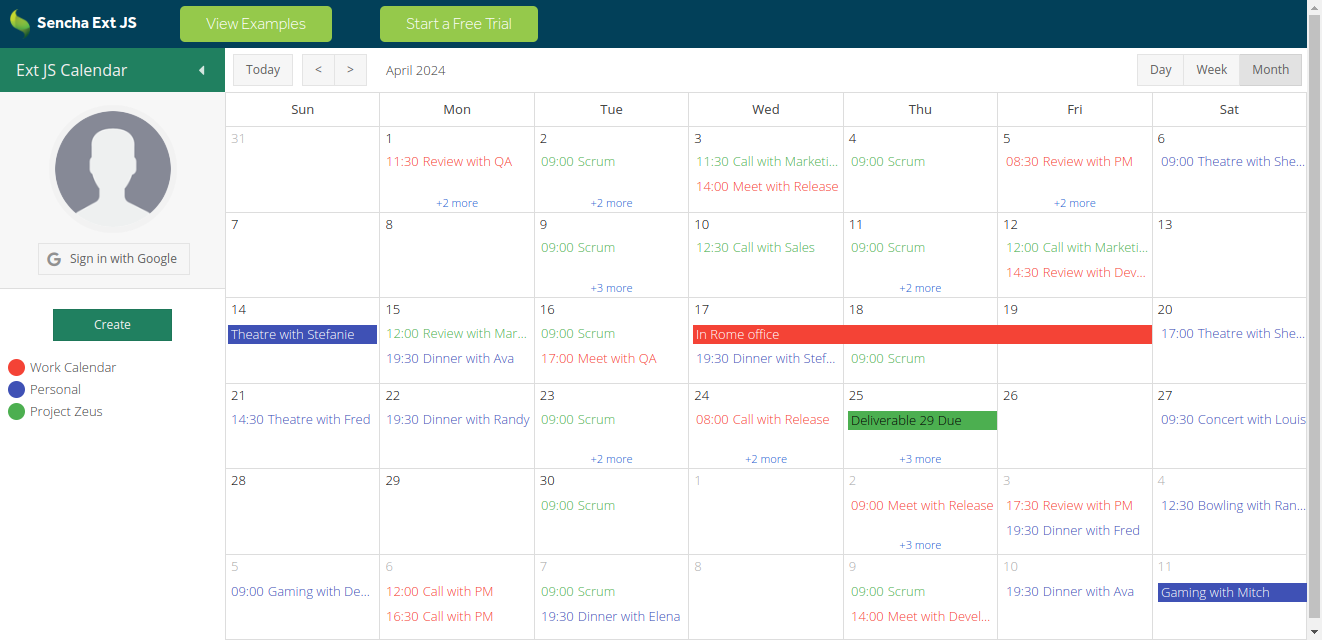 Sencha Ext JS View Examples Start a Free Trial
Ext JS Calendar Today < > April 2024 Day Week Month
Sign in with Google
Create
Work Calendar
Personal
Project Zeus
Sun Mon Tue Wed Thu Fri Sat
31 1 2 3 4 5 6
11:30 Review with QA 09:00 Scrum 11:30 Call with Marketi... 09:00 Scrum 08:30 Review with PM 09:00 Theatre with She...
14:00 Meet with Release
+2 more +2 more +2 more
7 8 9 10 11 12 13
09:00 Scrum 12:30 Call with Sales 09:00 Scrum 12:00 Call with Marketi...
14:30 Review with Dev...
+3 more +2 more
14 15 16 17 18 19 20
Theatre with Stefanie 12:00 Review with Mar... 09:00 Scrum In Rome office 17:00 Theatre with She...
19:30 Dinner with Ava 17:00 Meet with QA 19:30 Dinner with Stef... 09:00 Scrum
21 22 23 24 25 26 27
14:30 Theatre with Fred 19:30 Dinner with Randy 09:00 Scrum 08:00 Call with Release Deliverable 29 Due 09:30 Concert with Louis
+2 more +2 more +3 more
28 29 30 1 2 3 4
09:00 Scrum 09:00 Meet with Release 17:30 Review with PM 12:30 Bowling with Ran...
19:30 Dinner with Fred
+3 more
5 6 7 8 9 10 11
09:00 Gaming with De... 12:00 Call with PM 09:00 Scrum 09:00 Scrum 19:30 Dinner with Ava Gaming with Mitch
16:30 Call with PM 19:30 Dinner with Elena 14:00 Meet with Devel...